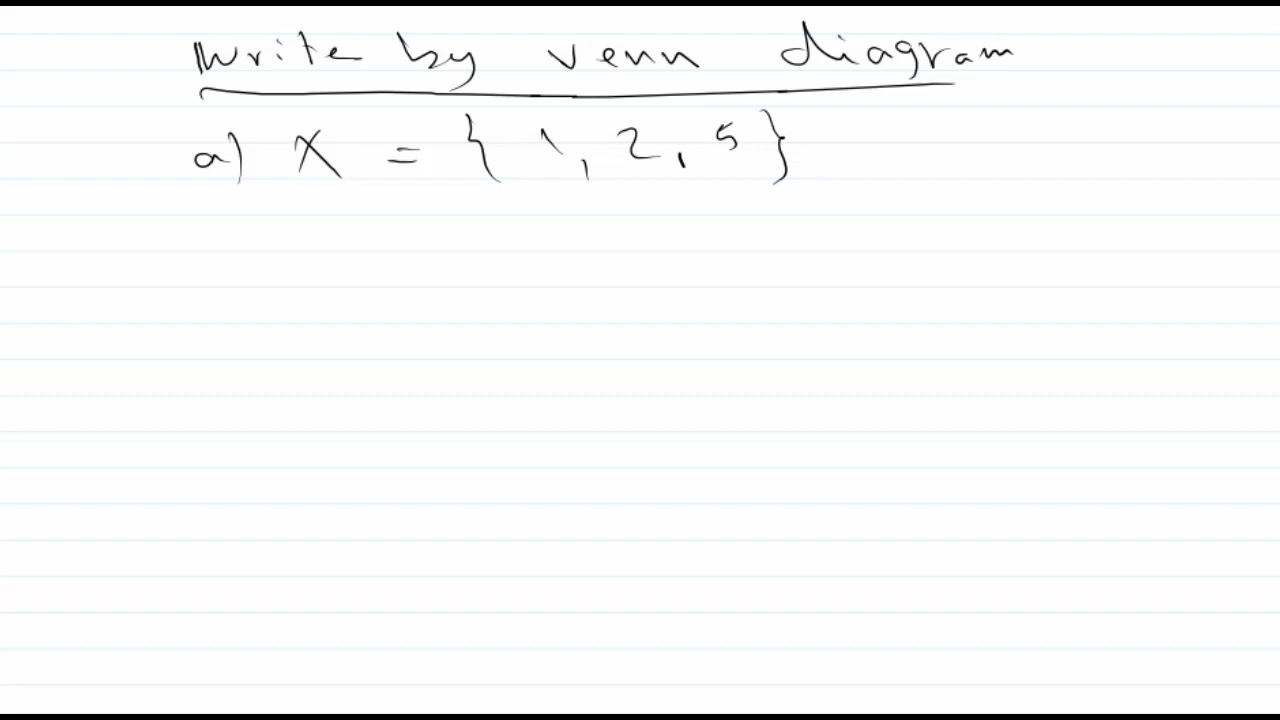 Write by venn diagram
a) X = { 1, 2, 5 }